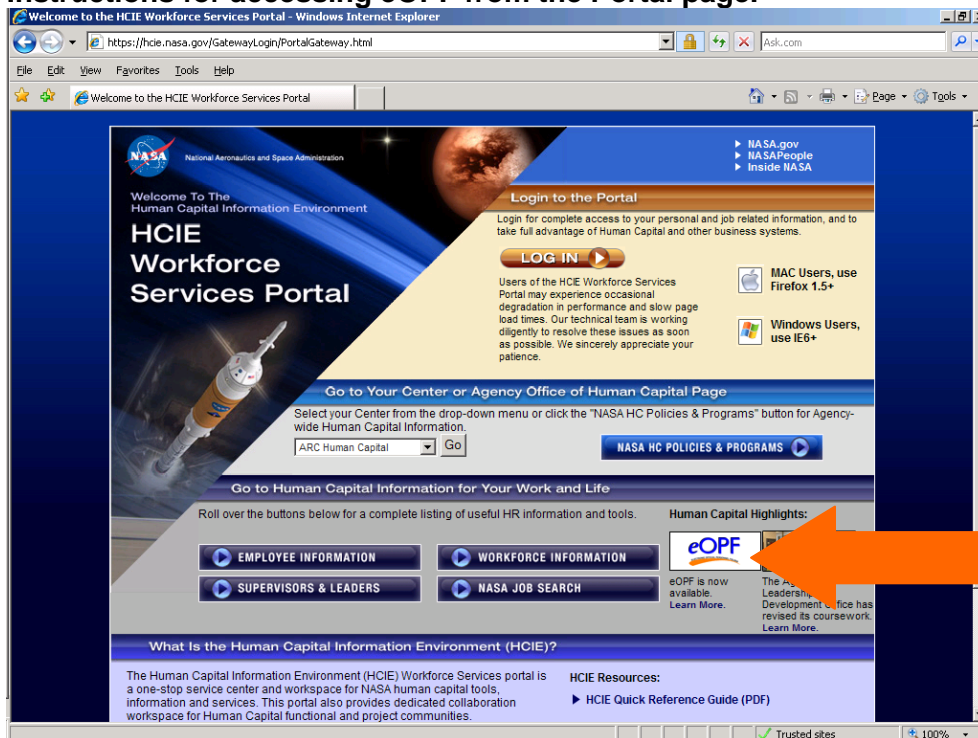 Instructions for accessing eOPF from the Portal page.
Welcome to the HCIE Workforce Services Portal - Windows Internet Explorer
https://hcie.nasa.gov/GatewayLogin/PortalGateway.html
Ask.com
File Edit View Favorites Tools Help
Welcome to the HCIE Workforce Services Portal
Page Tools
NASA
National Aeronautics and Space Administration
NASA.gov
NASAPeople
Inside NASA
Welcome To The
Human Capital Information Environment
HCIE
Workforce
Services Portal
Login to the Portal
Login for complete access to your personal and job related information, and to
take full advantage of Human Capital and other business systems.
LOG IN
Users of the HCIE Workforce Services
Portal may experience occasional
degradation in performance and slow page
load times. Our technical team is working
diligently to resolve these issues as soon
as possible. We sincerely appreciate your
patience.
MAC Users, use
Firefox 1.5+
Windows Users,
use IE6+
Go to Your Center or Agency Office of Human Capital Page
Select your Center from the drop-down menu or click the "NASA HC Policies & Programs" button for Agency-
wide Human Capital Information.
ARC Human Capital Go
NASA HC POLICIES & PROGRAMS
Go to Human Capital Information for Your Work and Life
Roll over the buttons below for a complete listing of useful HR information and tools.
EMPLOYEE INFORMATION
WORKFORCE INFORMATION
SUPERVISORS & LEADERS
NASA JOB SEARCH
Human Capital Highlights:
eOPF
eOPF is now
available.
Learn More.
The
Leadership
Development
has
revised its coursework.
Learn More.
What Is the Human Capital Information Environment (HCIE)?
The Human Capital Information Environment (HCIE) Workforce Services portal is
a one-stop service center and workspace for NASA human capital tools,
information and services. This portal also provides dedicated collaboration
workspace for Human Capital functional and project communities.
HCIE Resources:
HCIE Quick Reference Guide (PDF)
Trusted sites
100%